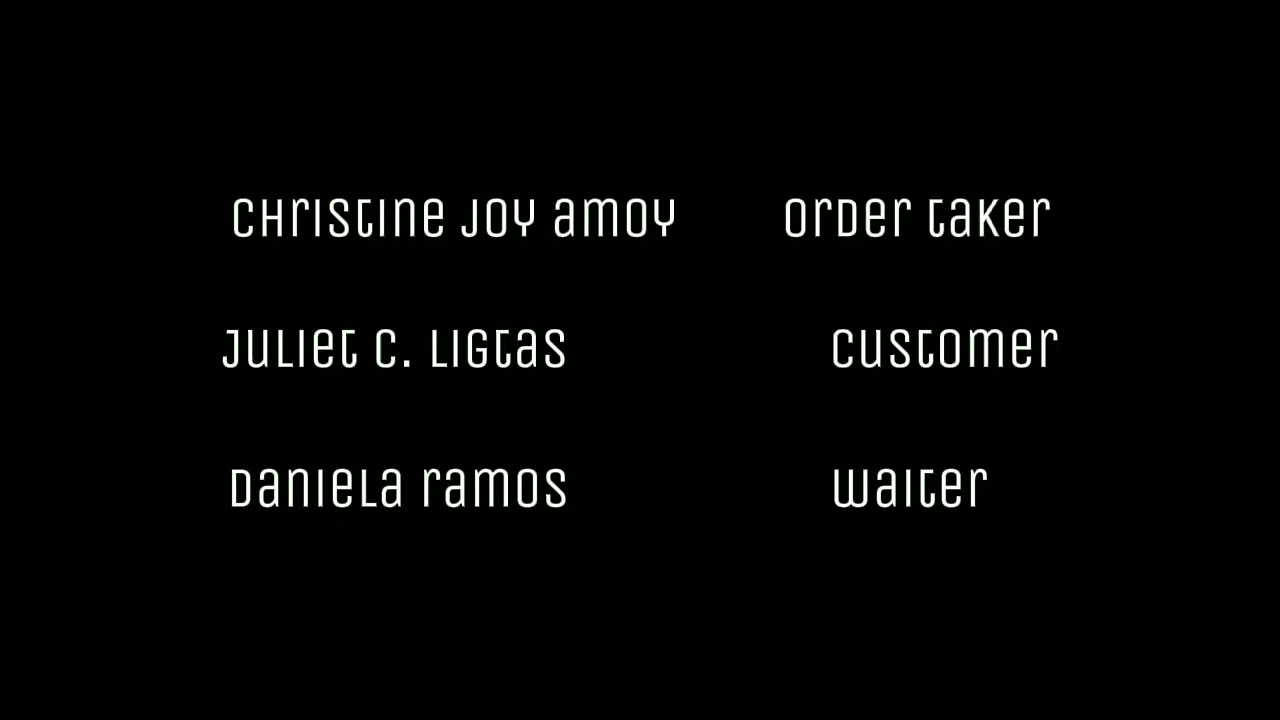 Christine Joy Amoy Order Taker
Juliet C. Ligtas Customer
Daniela Ramos Waiter